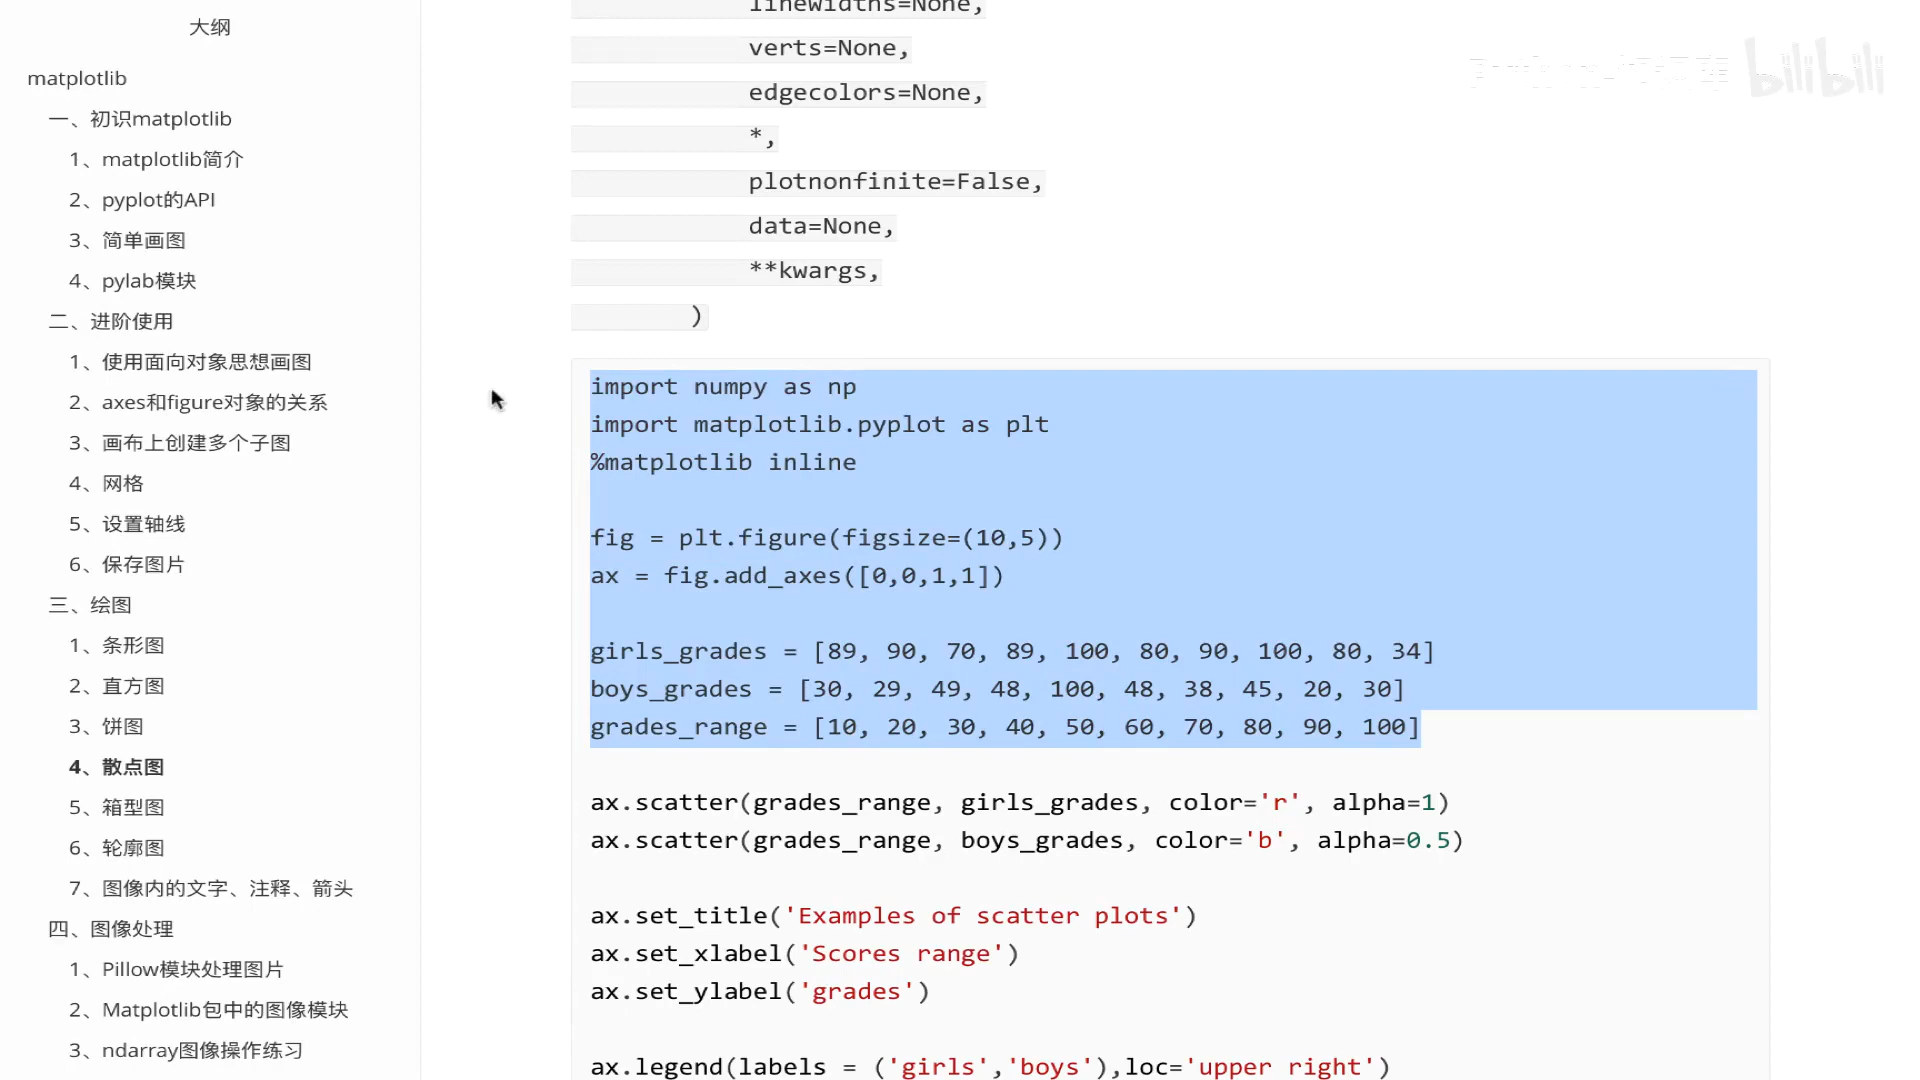 大纲
matplotlib
一、初识matplotlib
1、matplotlib简介
2、pyplot的API
3、简单画图
4、pylab模块
二、进阶使用
1、使用面向对象思想画图
2、axes和figure对象的关系
3、画布上创建多个子图
4、网格
5、设置轴线
6、保存图片
三、绘图
1、条形图
2、直方图
3、饼图
4、散点图
5、箱型图
6、轮廓图
7、图像内的文字、注释、箭头
四、图像处理
1、Pillow模块处理图片
2、Matplotlib包中的图像模块
3、ndarray图像操作练习
linewidths=None,
verts=None,
edgecolors=None,
*,
plotnonfinite=False,
data=None,
**kwargs,
)
import numpy as np
import matplotlib.pyplot as plt
%matplotlib inline
fig = plt.figure(figsize=(10,5))
ax = fig.add_axes([0,0,1,1])
girls_grades = [89, 90, 70, 89, 100, 80, 90, 100, 80, 34]
boys_grades = [30, 29, 49, 48, 100, 48, 38, 45, 20, 30]
grades_range = [10, 20, 30, 40, 50, 60, 70, 80, 90, 100]
ax.scatter(grades_range, girls_grades, color='r', alpha=1)
ax.scatter(grades_range, boys_grades, color='b', alpha=0.5)
ax.set_title('Examples of scatter plots')
ax.set_xlabel('Scores range')
ax.set_ylabel('grades')
ax.legend(labels = ('girls','boys'),loc='upper right')
bilibili